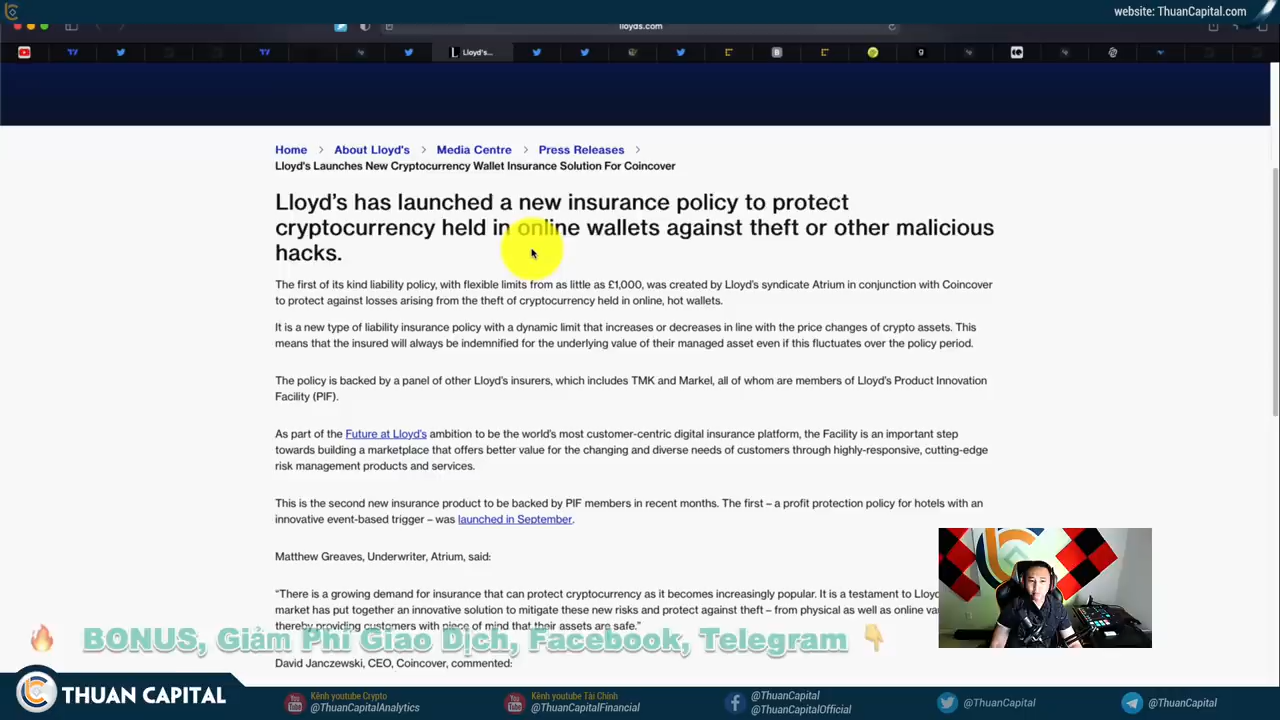 website: ThuanCapital.com
lloyds.com
Lloyd's...
Home > About Lloyd's > Media Centre > Press Releases >
Lloyd's Launches New Cryptocurrency Wallet Insurance Solution For Coincover
Lloyd's has launched a new insurance policy to protect
cryptocurrency held in online wallets against theft or other malicious
hacks.
The first of its kind liability policy, with flexible limits from as little as £1,000, was created by Lloyd's syndicate Atrium in conjunction with Coincover
to protect against losses arising from the theft of cryptocurrency held in online, hot wallets.
It is a new type of liability insurance policy with a dynamic limit that increases or decreases in line with the price changes of crypto assets. This
means that the insured will always be indemnified for the underlying value of their managed asset even if this fluctuates over the policy period.
The policy is backed by a panel of other Lloyd's insurers, which includes TMK and Markel, all of whom are members of Lloyd's Product Innovation
Facility (PIF).
As part of the Future at Lloyd's ambition to be the world's most customer-centric digital insurance platform, the Facility is an important step
towards building a marketplace that offers better value for the changing and diverse needs of customers through highly-responsive, cutting-edge
risk management products and services.
This is the second new insurance product to be backed by PIF members in recent months. The first – a profit protection policy for hotels with an
innovative event-based trigger – was launched in September.
Matthew Greaves, Underwriter, Atrium, said:
“There is a growing demand for insurance that can protect cryptocurrency as it becomes increasingly popular. It is a testament to
market has put together an innovative solution to mitigate these new risks and protect against theft – from physical as well as online
thereby providing customers with piece of mind that their assets are safe.”
BONUS, Giảm Phí Giao Dịch, Facebook, Telegram
David Janczewski, CEO, Coincover, commented:
THUAN CAPITAL
Kênh youtube Crypto
@ThuanCapitalAnalytics
Kênh youtube Tài Chính
@ThuanCapitalFinancial
@ThuanCapital
@ThuanCapitalOfficial
@ThuanCapital
@ThuanCapital